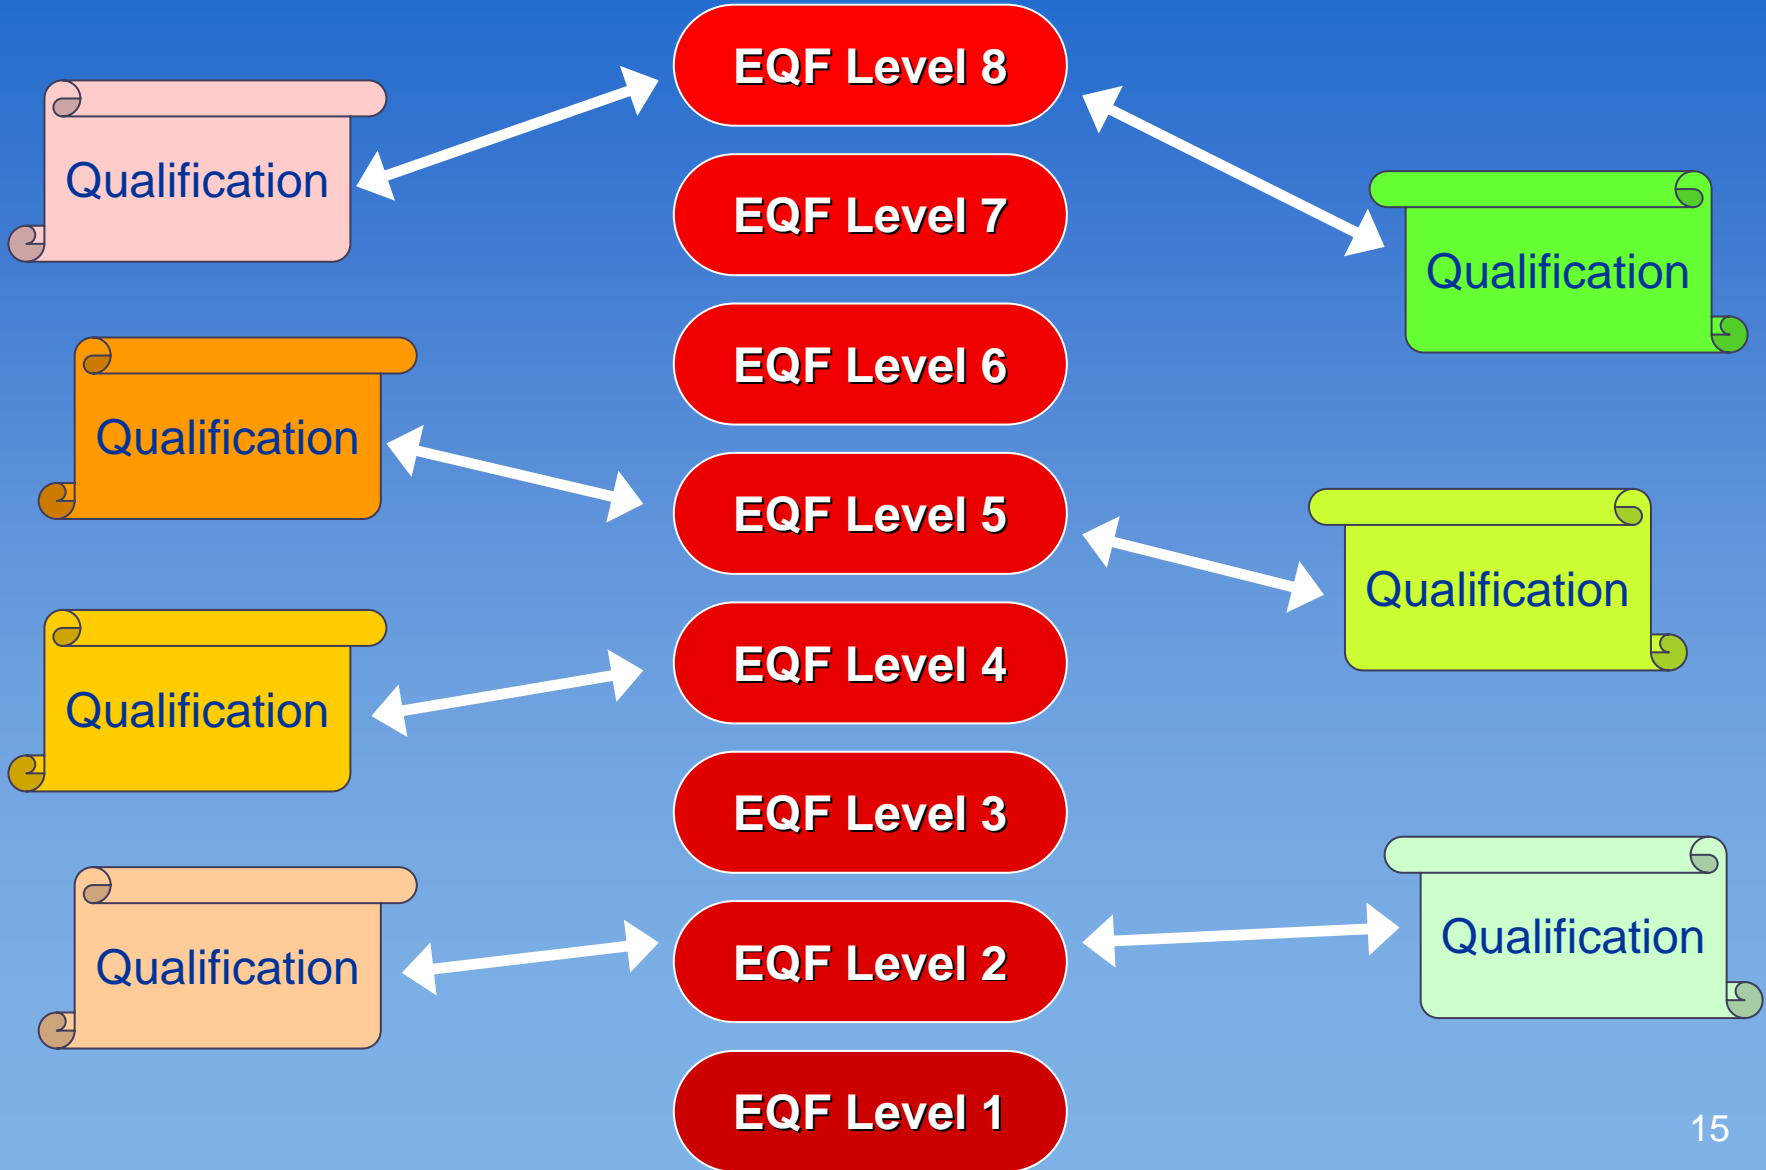 EQF Level 8
Qualification
EQF Level 7
Qualification
EQF Level 6
Qualification
EQF Level 5
Qualification
EQF Level 4
Qualification
EQF Level 3
Qualification
EQF Level 2
Qualification
EQF Level 1
15